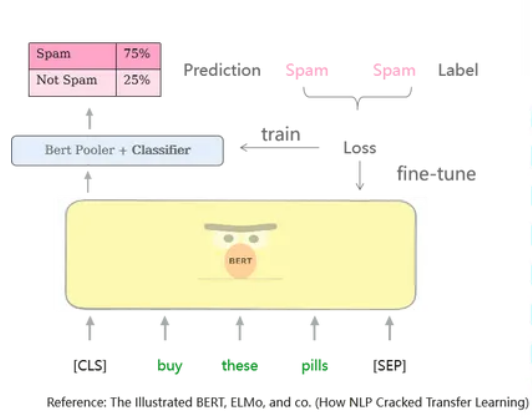 Spam 75%
Not Spam 25%
Prediction Spam Spam Label
Bert Pooler + Classifier
train
Loss
fine-tune
BERT
[CLS] buy these pills [SEP]
Reference: The Illustrated BERT, ELMo, and co. (How NLP Cracked Transfer Learning)